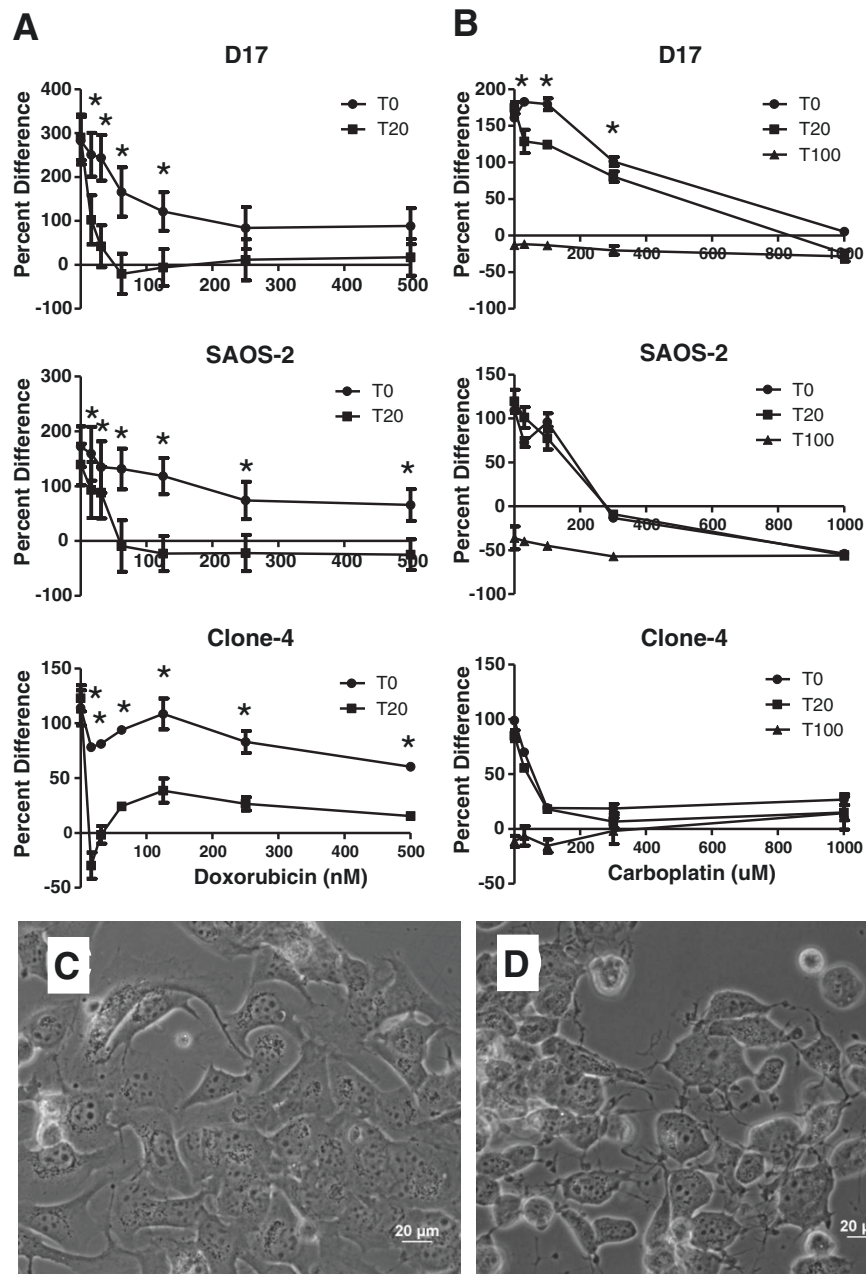 A
D17
Percent Difference
400
300
200
100
0
-100
100
200
300
400
500
T0
T20
* * * *
SAOS-2
Percent Difference
300
200
100
0
-100
100
200
300
400
500
T0
T20
* * * * * *
Clone-4
Percent Difference
150
100
50
0
-50
100
200
300
400
500
Doxorubicin (nM)
T0
T20
* * * * * *
B
D17
Percent Difference
200
150
100
50
0
-50
-100
200
400
600
800
1000
T0
T20
T100
* * *
SAOS-2
Percent Difference
150
100
50
0
-50
-100
200
400
600
800
1000
T0
T20
T100
Clone-4
Percent Difference
150
100
50
0
-50
200
400
600
800
1000
Carboplatin (uM)
T0
T20
T100
C
20 µm
D
20 µ